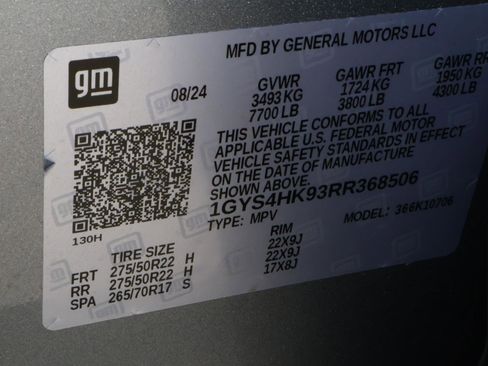 MFD BY GENERAL MOTORS LLC
gm
08/24
GVWR GAWR FRT GAWR RR
3493 KG 1724 KG 1950 KG
7700 LB 3800 LB 4300 LB
THIS VEHICLE CONFORMS TO ALL
APPLICABLE U.S. FEDERAL MOTOR
VEHICLE SAFETY STANDARDS IN EFFECT
ON THE DATE OF MANUFACTURE
SHOWN ABOVE.
1GYS4HK93RR368506
TYPE: MPV MODEL: 366K10706
130H
TIRE SIZE RIM
FRT 275/50R22 H 22X9J
RR 275/50R22 H 22X9J
SPA 265/70R17 S 17X8J